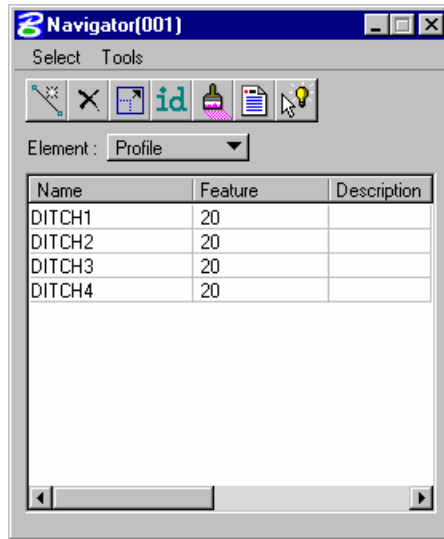 Navigator(001)
Select Tools
id
Element : Profile
Name Feature Description
DITCH1 20
DITCH2 20
DITCH3 20
DITCH4 20